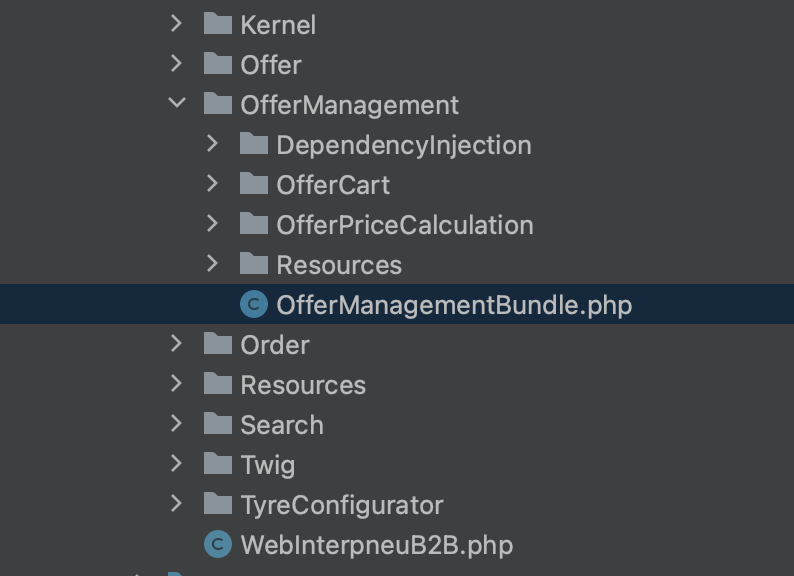 Kernel
Offer
OfferManagement
DependencyInjection
OfferCart
OfferPriceCalculation
Resources
C OfferManagementBundle.php
Order
Resources
Search
Twig
TyreConfigurator
C WebInterpneuB2B.php